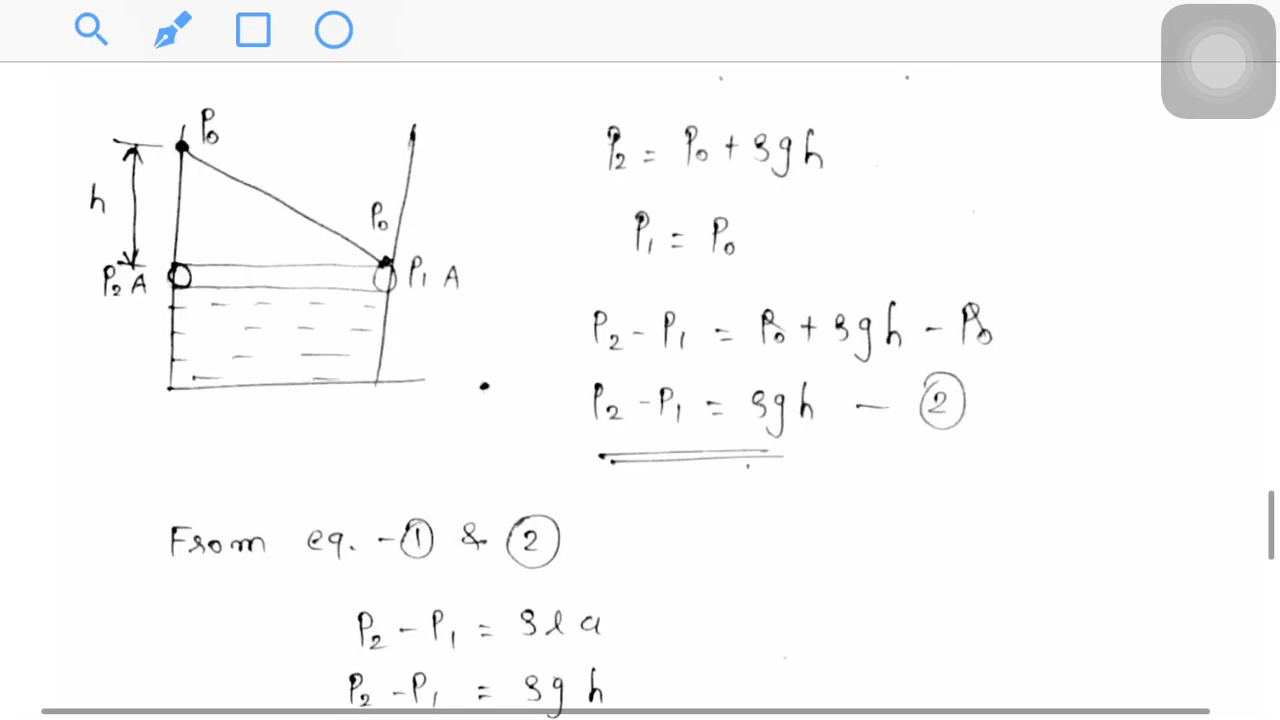 P₀
h
P₀
P₂ A
P₁ A
P₂ = P₀ + ρgh
P₁ = P₀
P₂ - P₁ = P₀ + ρgh - P₀
P₂ - P₁ = ρgh - ②
From eq. - ① & ②
P₂ - P₁ = ρla
P₂ - P₁ = ρgh